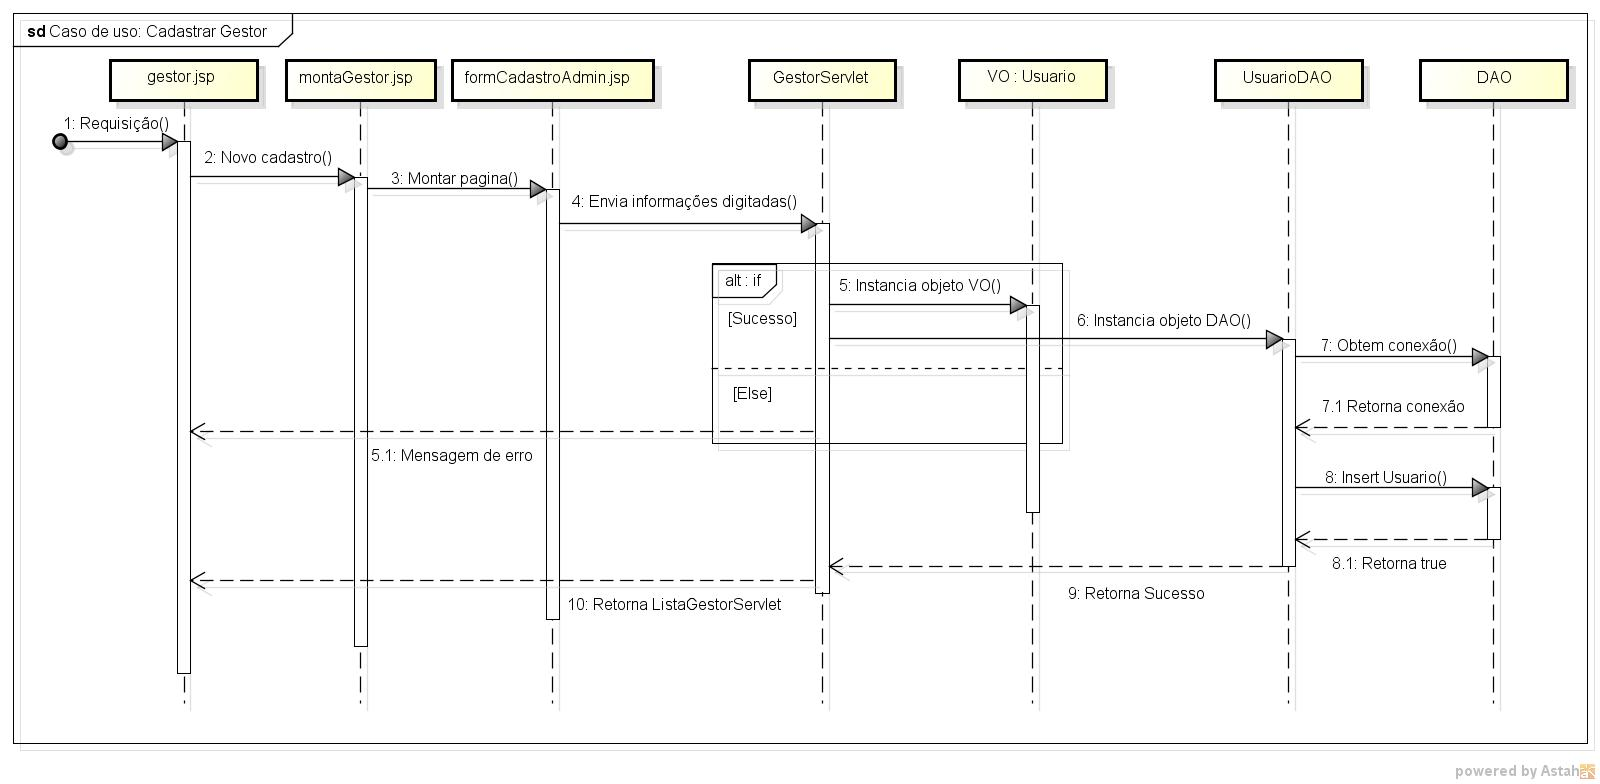 sd Caso de uso: Cadastrar Gestor
gestor.jsp
montaGestor.jsp
formCadastroAdmin.jsp
GestorServlet
VO : Usuario
UsuarioDAO
DAO
1: Requisição()
2: Novo cadastro()
3: Montar pagina()
4: Envia informações digitadas()
alt : if
5: Instancia objeto VO()
[Sucesso]
6: Instancia objeto DAO()
7: Obtem conexão()
[Else]
7.1 Retorna conexão
5.1: Mensagem de erro
8: Insert Usuario()
8.1: Retorna true
9: Retorna Sucesso
10: Retorna ListaGestorServlet
powered by Astah